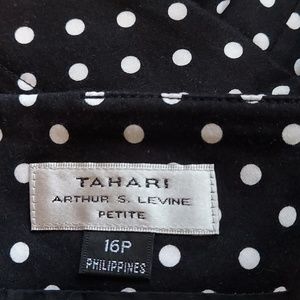 TAHARI
ARTHUR S. LEVINE
PETITE
16P
PHILIPPINES